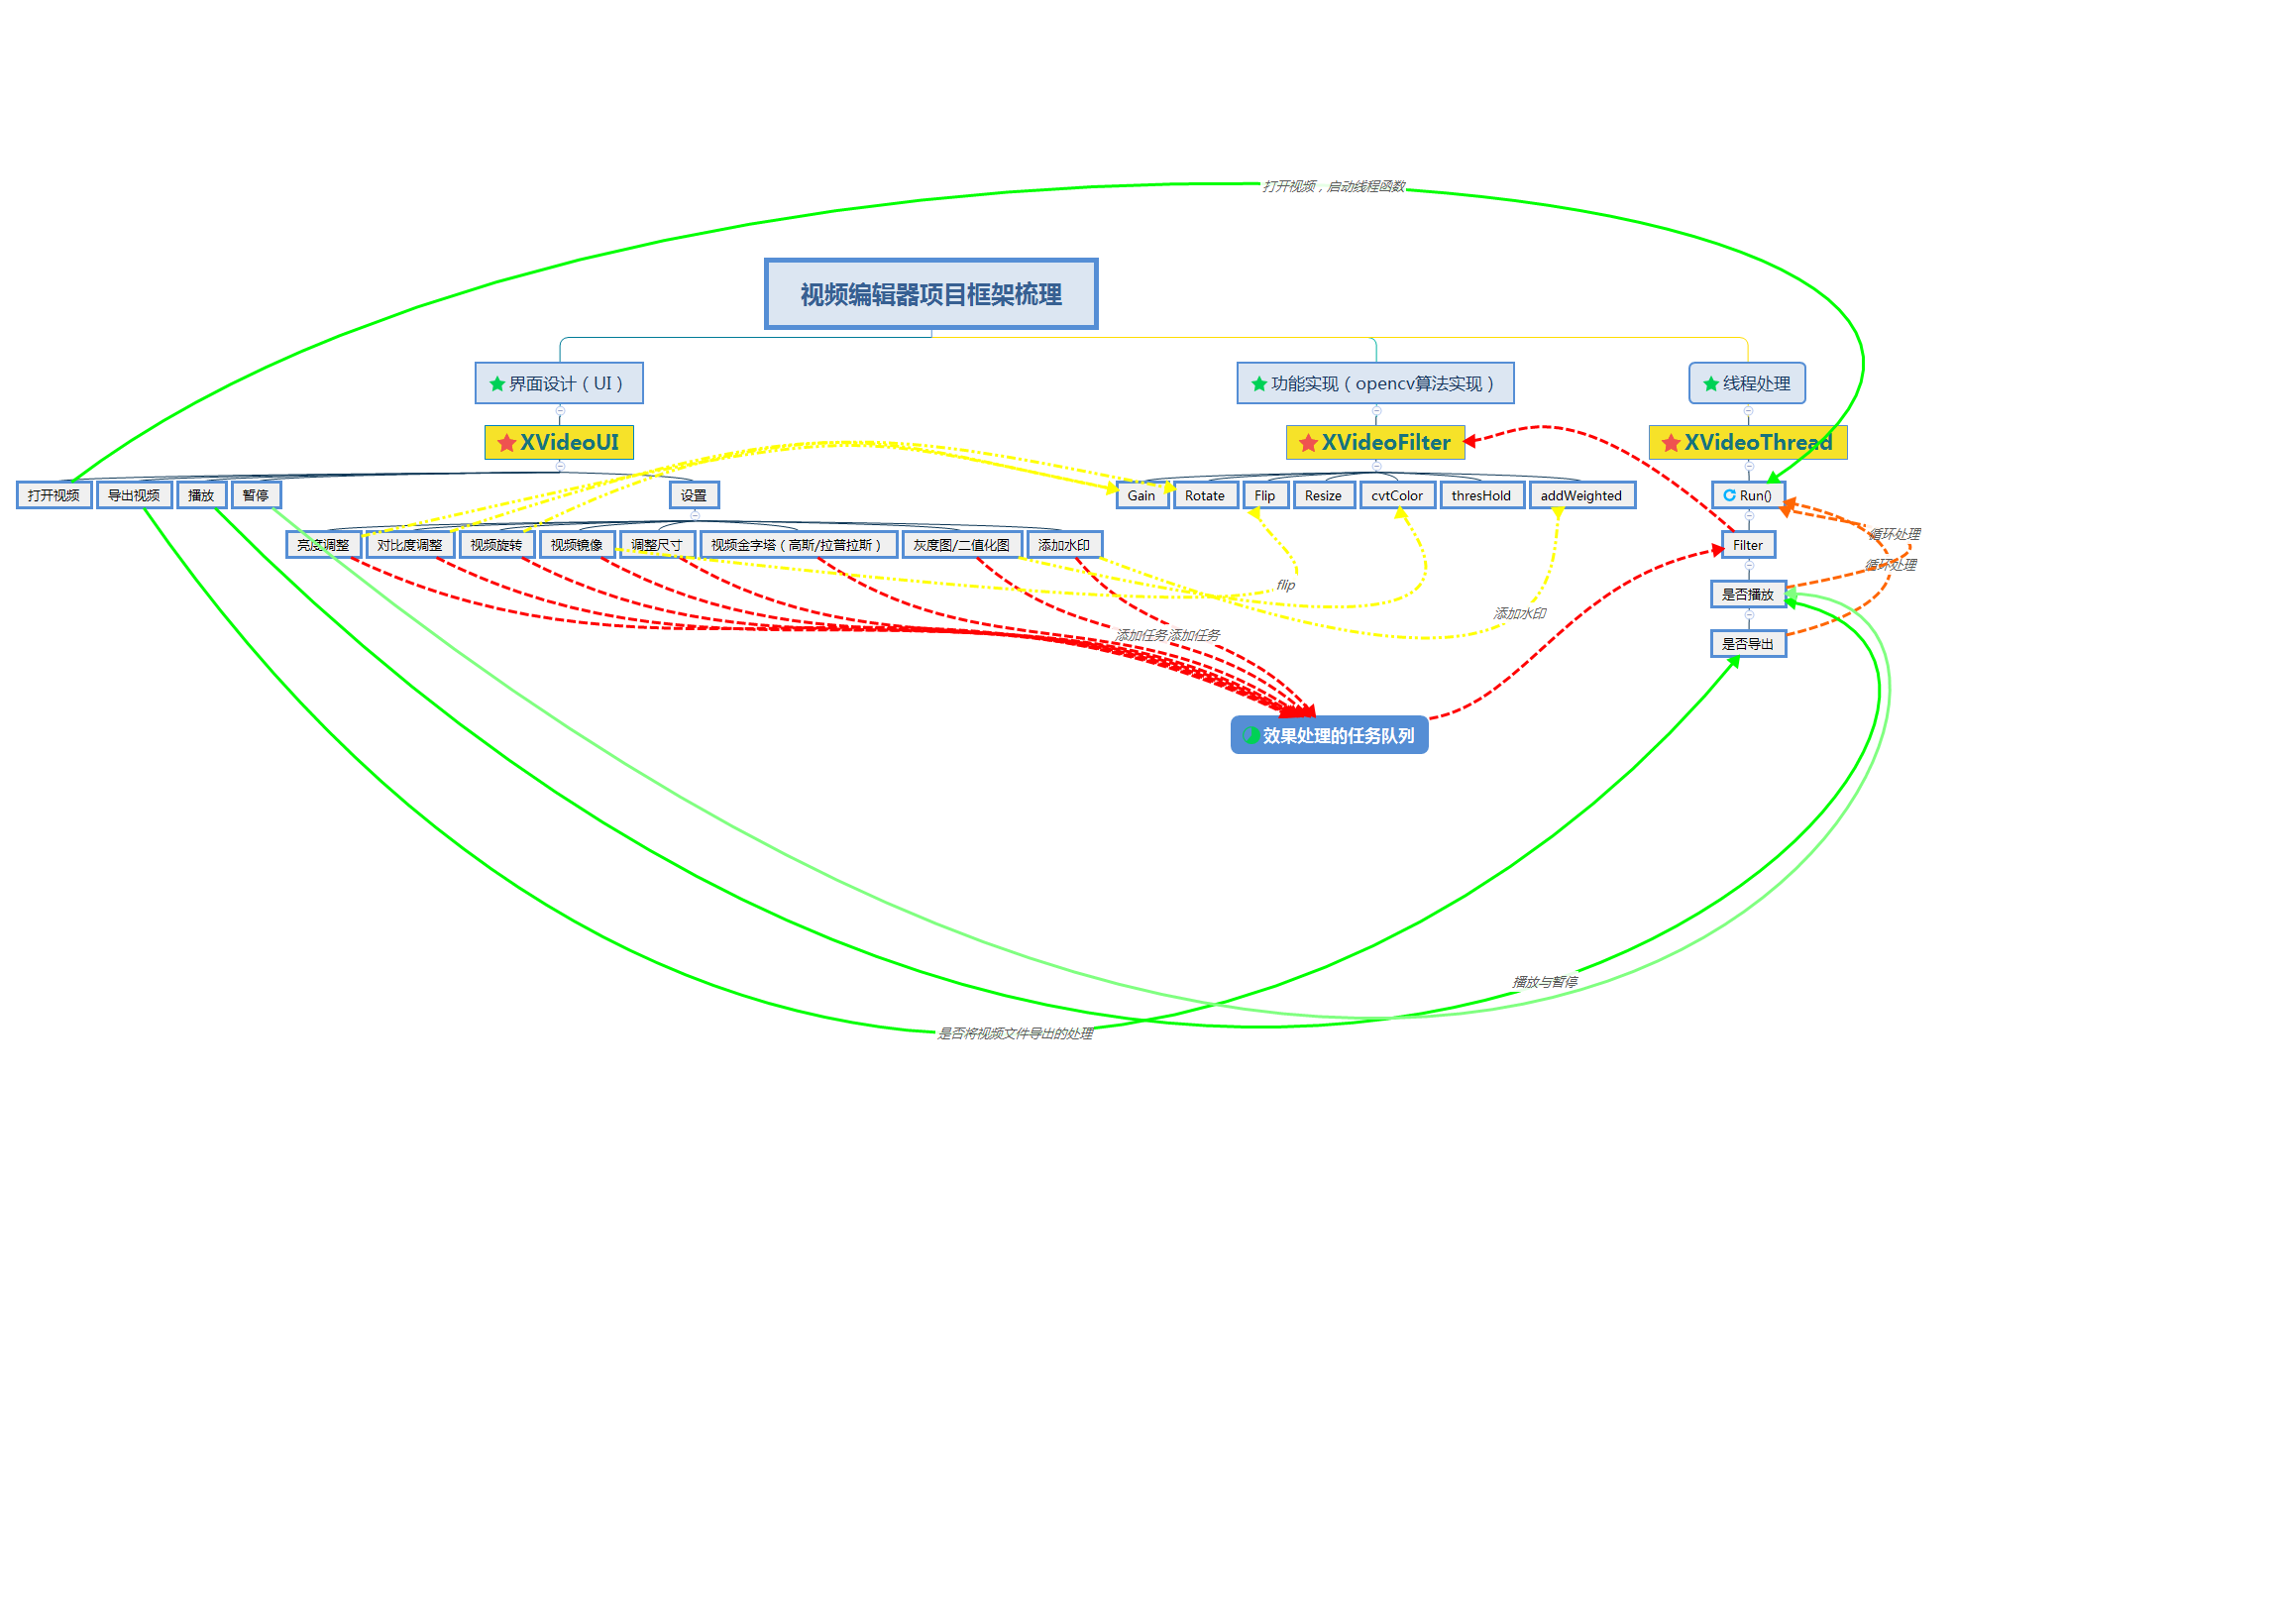 打开视频，启动线程函数
视频编辑器项目框架梳理
界面设计（UI）
功能实现（opencv算法实现）
线程处理
XVideoUI
XVideoFilter
XVideoThread
打开视频
导出视频
播放
暂停
设置
Gain
Rotate
Flip
Resize
cvtColor
thresHold
addWeighted
Run()
循环处理
亮度调整
对比度调整
视频旋转
视频镜像
调整尺寸
视频金字塔（高斯/拉普拉斯）
灰度图/二值化图
添加水印
Filter
循环处理
flip
是否播放
添加水印
添加任务
添加任务
是否导出
效果处理的任务队列
播放与暂停
是否将视频文件导出的处理